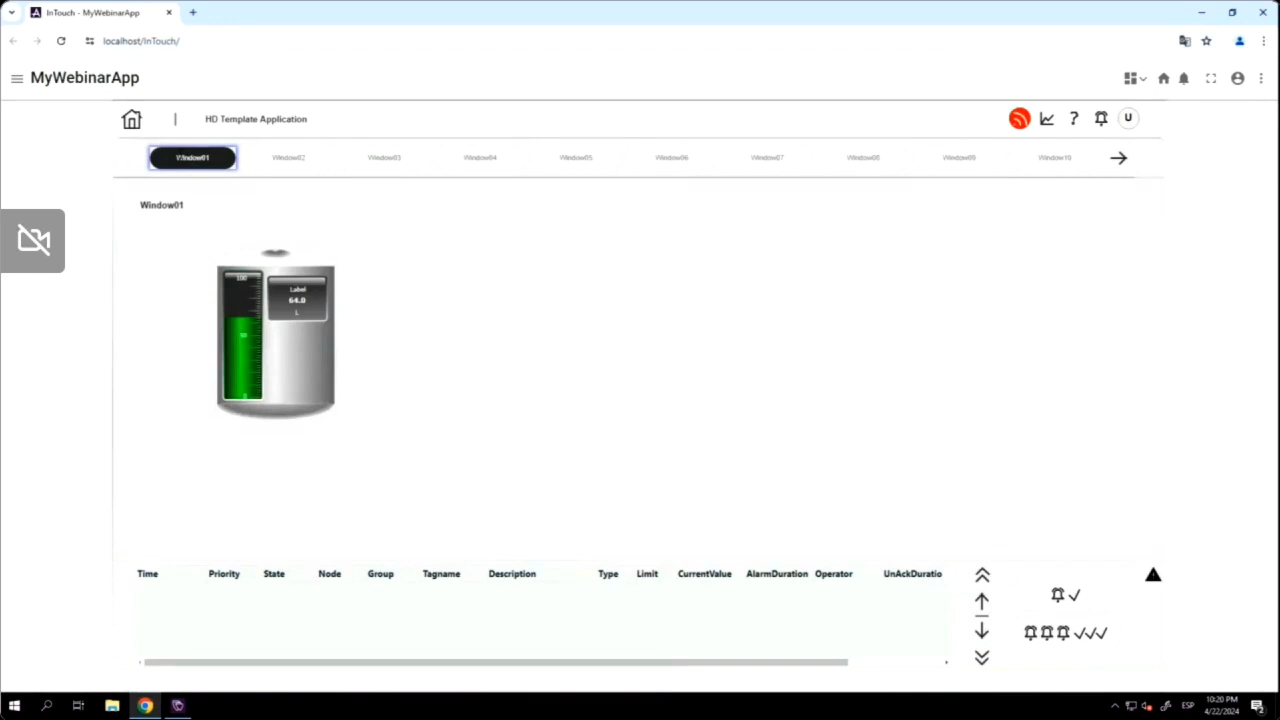 InTouch - MyWebinarApp
localhost/InTouch/
MyWebinarApp
HD Template Application
U
Window01 Window02 Window03 Window04 Window05 Window06 Window07 Window08 Window09 Window10
Window01
100
Label
64.0
L
50
0
Time Priority State Node Group Tagname Description Type Limit CurrentValue AlarmDuration Operator UnAckDuratio
ESP
10:20 PM
4/22/2024
2